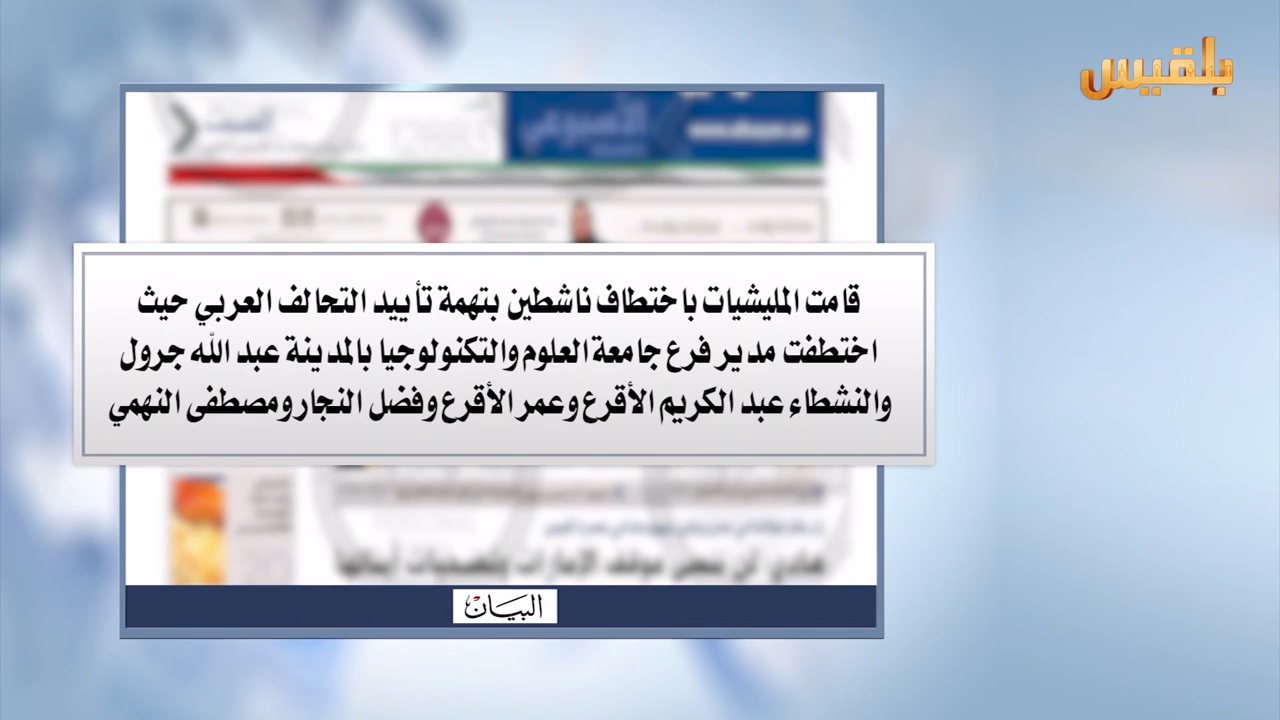 بلقيس
الأسبوعي
قامت المليشيات باختطاف ناشطين بتهمة تأييد التحالف العربي حيث
اختطفت مدير فرع جامعة العلوم والتكنولوجيا بالمدينة عبد الله جرول
والنشطاء عبد الكريم الأقرع وعمر الأقرع وفضل النجار ومصطفى النهمي
البيان